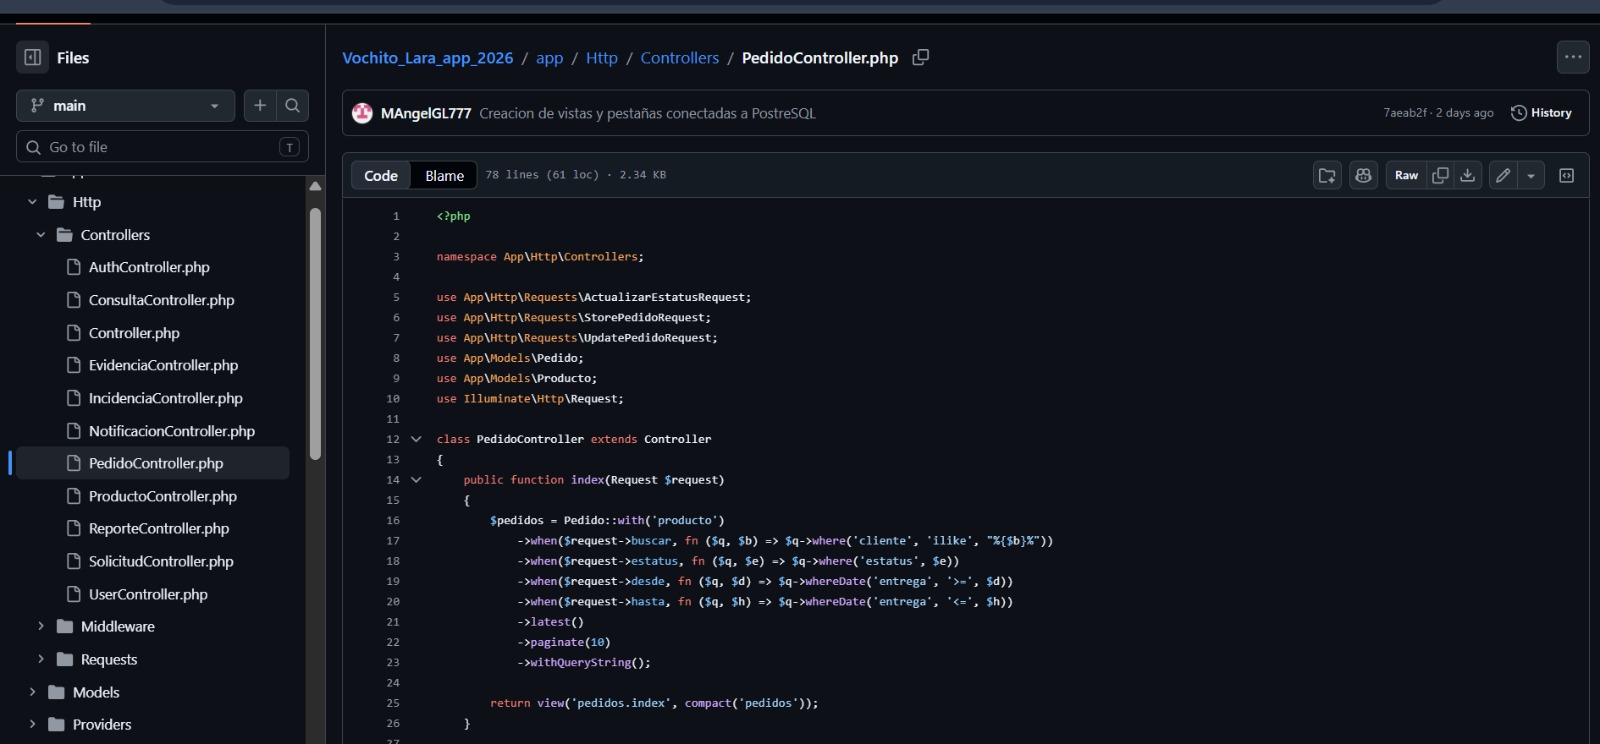 Files
main
Go to file
T
Http
Controllers
AuthController.php
ConsultaController.php
Controller.php
EvidenciaController.php
IncidenciaController.php
NotificacionController.php
PedidoController.php
ProductoController.php
ReporteController.php
SolicitudController.php
UserController.php
Middleware
Requests
Models
Providers
Vochito_Lara_app_2026 / app / Http / Controllers / PedidoController.php
MAngelGL777 Creacion de vistas y pestañas conectadas a PostreSQL 7aeab2f · 2 days ago History
Code Blame 78 lines (61 loc) · 2.34 KB Raw
1 <?php
2
3 namespace App\Http\Controllers;
4
5 use App\Http\Requests\ActualizarEstatusRequest;
6 use App\Http\Requests\StorePedidoRequest;
7 use App\Http\Requests\UpdatePedidoRequest;
8 use App\Models\Pedido;
9 use App\Models\Producto;
10 use Illuminate\Http\Request;
11
12 class PedidoController extends Controller
13 {
14 public function index(Request $request)
15 {
16 $pedidos = Pedido::with('producto')
17 ->when($request->buscar, fn ($q, $b) => $q->where('cliente', 'ilike', "%{$b}%"))
18 ->when($request->estatus, fn ($q, $e) => $q->where('estatus', $e))
19 ->when($request->desde, fn ($q, $d) => $q->whereDate('entrega', '>=', $d))
20 ->when($request->hasta, fn ($q, $h) => $q->whereDate('entrega', '<=', $h))
21 ->latest()
22 ->paginate(10)
23 ->withQueryString();
24
25 return view('pedidos.index', compact('pedidos'));
26 }
27